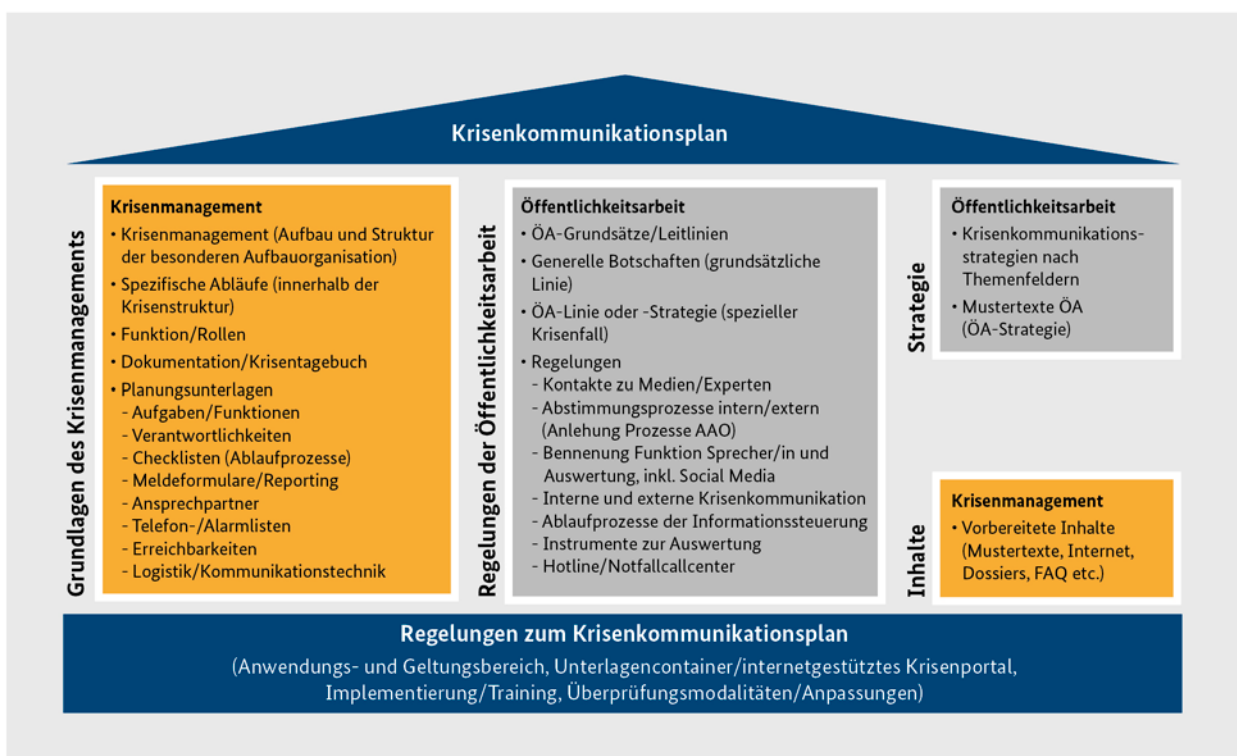 Krisenkommunikationsplan
Grundlagen des Krisenmanagements
Krisenmanagement
• Krisenmanagement (Aufbau und Struktur
der besonderen Aufbauorganisation)
• Spezifische Abläufe (innerhalb der
Krisenstruktur)
• Funktion/Rollen
• Dokumentation/Krisentagebuch
• Planungsunterlagen
- Aufgaben/Funktionen
- Verantwortlichkeiten
- Checklisten (Ablaufprozesse)
- Meldeformulare/Reporting
- Ansprechpartner
- Telefon-/Alarmlisten
- Erreichbarkeiten
- Logistik/Kommunikationstechnik
Regelungen der Öffentlichkeitsarbeit
Öffentlichkeitsarbeit
• ÖA-Grundsätze/Leitlinien
• Generelle Botschaften (grundsätzliche
Linie)
• ÖA-Linie oder -Strategie (spezieller
Krisenfall)
• Regelungen
- Kontakte zu Medien/Experten
- Abstimmungsprozesse intern/extern
(Anlehung Prozesse AAO)
- Bennenung Funktion Sprecher/in und
Auswertung, inkl. Social Media
- Interne und externe Krisenkommunikation
- Ablaufprozesse der Informationssteuerung
- Instrumente zur Auswertung
- Hotline/Notfallcallcenter
Strategie
Öffentlichkeitsarbeit
• Krisenkommunikations-
strategien nach
Themenfeldern
• Mustertexte ÖA
(ÖA-Strategie)
Inhalte
Krisenmanagement
• Vorbereitete Inhalte
(Mustertexte, Internet,
Dossiers, FAQ etc.)
Regelungen zum Krisenkommunikationsplan
(Anwendungs- und Geltungsbereich, Unterlagencontainer/internetgestütztes Krisenportal,
Implementierung/Training, Überprüfungsmodalitäten/Anpassungen)